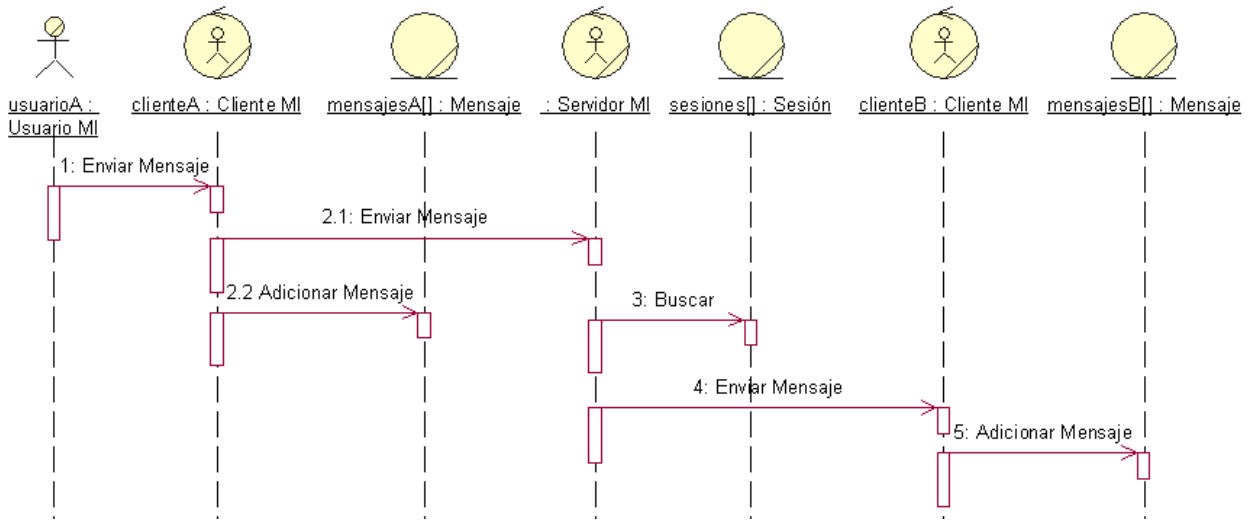 usuarioA :
Usuario MI
clienteA : Cliente MI
mensajesA[] : Mensaje
: Servidor MI
sesiones[] : Sesión
clienteB : Cliente MI
mensajesB[] : Mensaje
1: Enviar Mensaje
2.1: Enviar Mensaje
2.2 Adicionar Mensaje
3: Buscar
4: Enviar Mensaje
5: Adicionar Mensaje